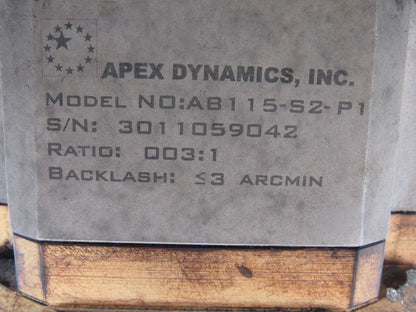 APEX DYNAMICS, INC.
MODEL NO:AB115-S2-P1
S/N: 3011059042
RATIO: 003:1
BACKLASH: ≤3 ARCMIN